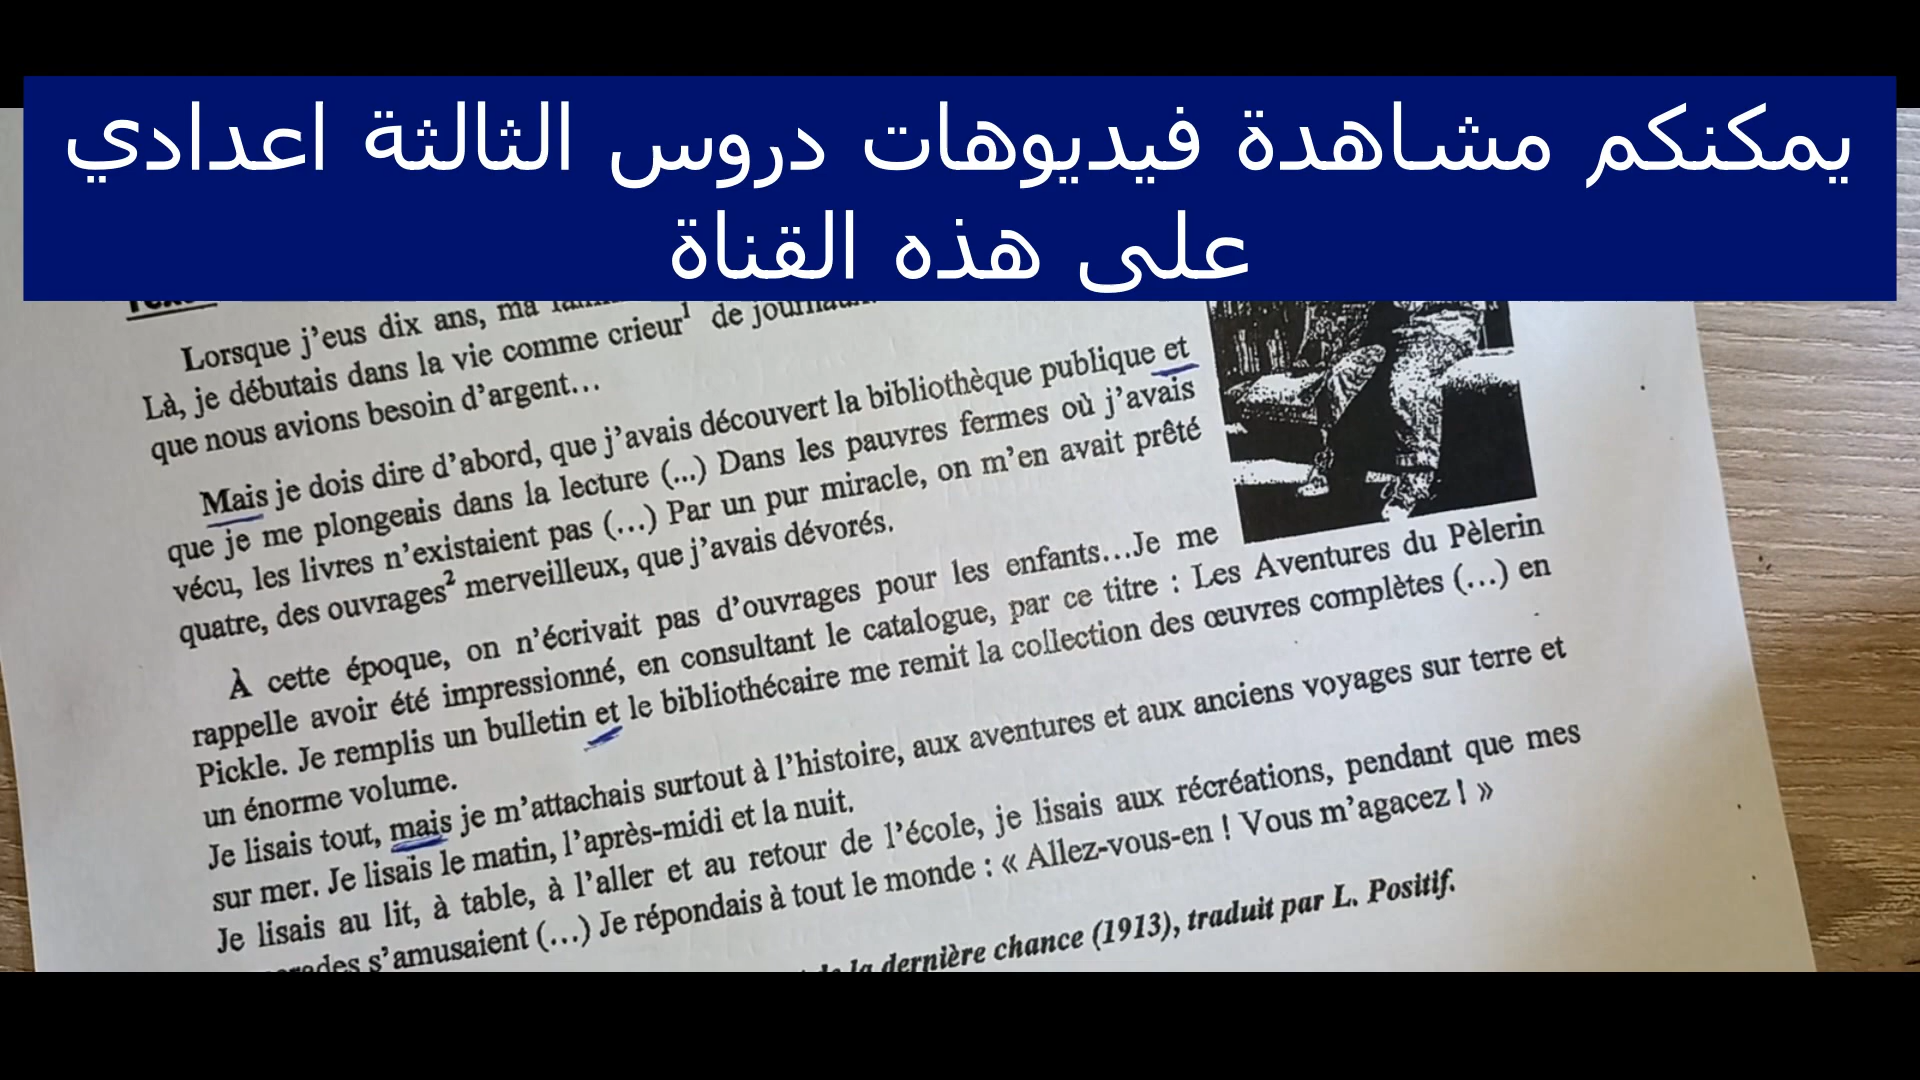 يمكنكم مشاهدة فيديوهات دروس الثالثة اعدادي
على هذه القناة
Lorsque j'eus dix ans, ma
Là, je débutais dans la vie comme crieur¹ de journaux
que nous avions besoin d'argent…
Mais je dois dire d'abord, que j'avais découvert la bibliothèque publique et
que je me plongeais dans la lecture (...) Dans les pauvres fermes où j'avais
vécu, les livres n'existaient pas (…) Par un pur miracle, on m'en avait prêté
quatre, des ouvrages² merveilleux, que j'avais dévorés.
À cette époque, on n'écrivait pas d'ouvrages pour les enfants…Je me
rappelle avoir été impressionné, en consultant le catalogue, par ce titre : Les Aventures du Pèlerin
Pickle. Je remplis un bulletin et le bibliothécaire me remit la collection des œuvres complètes (…) en
un énorme volume.
Je lisais tout, mais je m'attachais surtout à l'histoire, aux aventures et aux anciens voyages sur terre et
sur mer. Je lisais le matin, l'après-midi et la nuit.
Je lisais au lit, à table, à l'aller et au retour de l'école, je lisais aux récréations, pendant que mes
s'amusaient (…) Je répondais à tout le monde : « Allez-vous-en ! Vous m'agacez ! »
la dernière chance (1913), traduit par L. Positif.